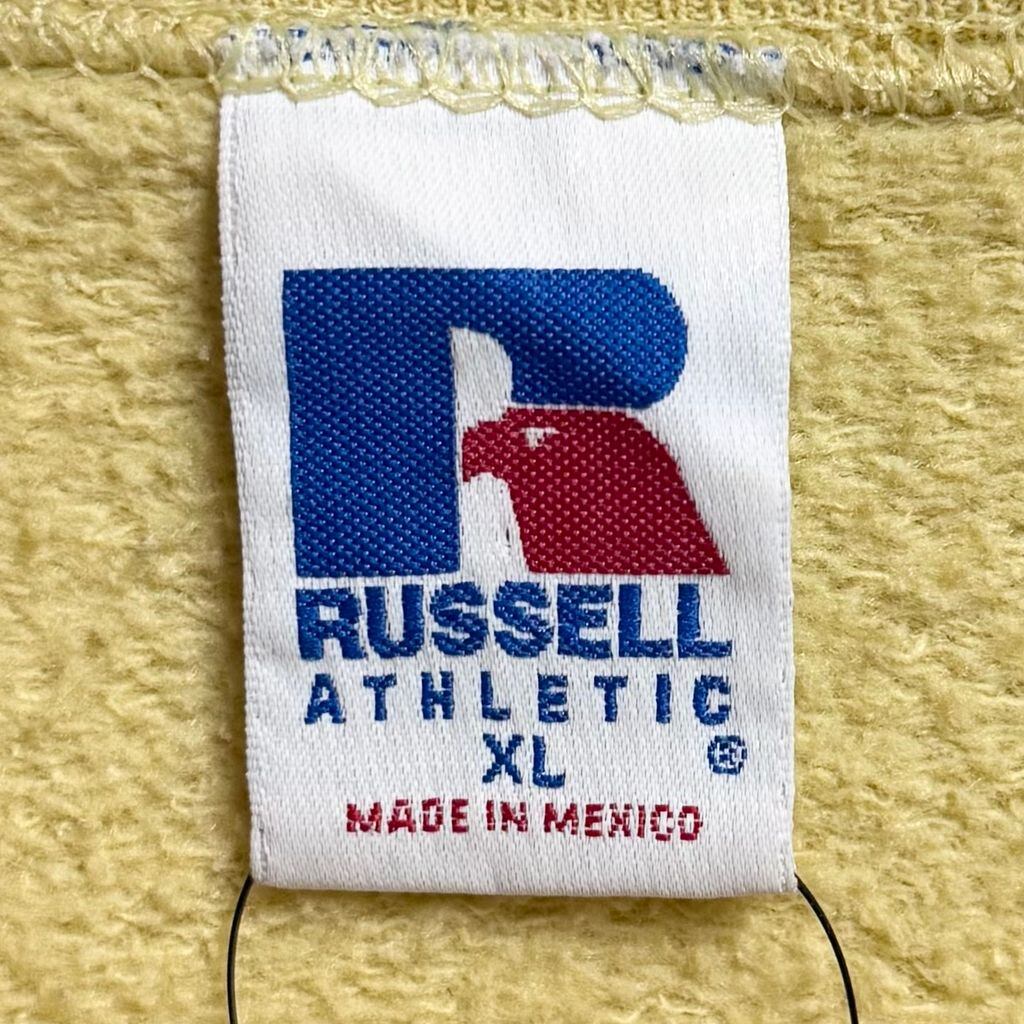 RUSSELL
ATHLETIC
XL ®
MADE IN MEXICO